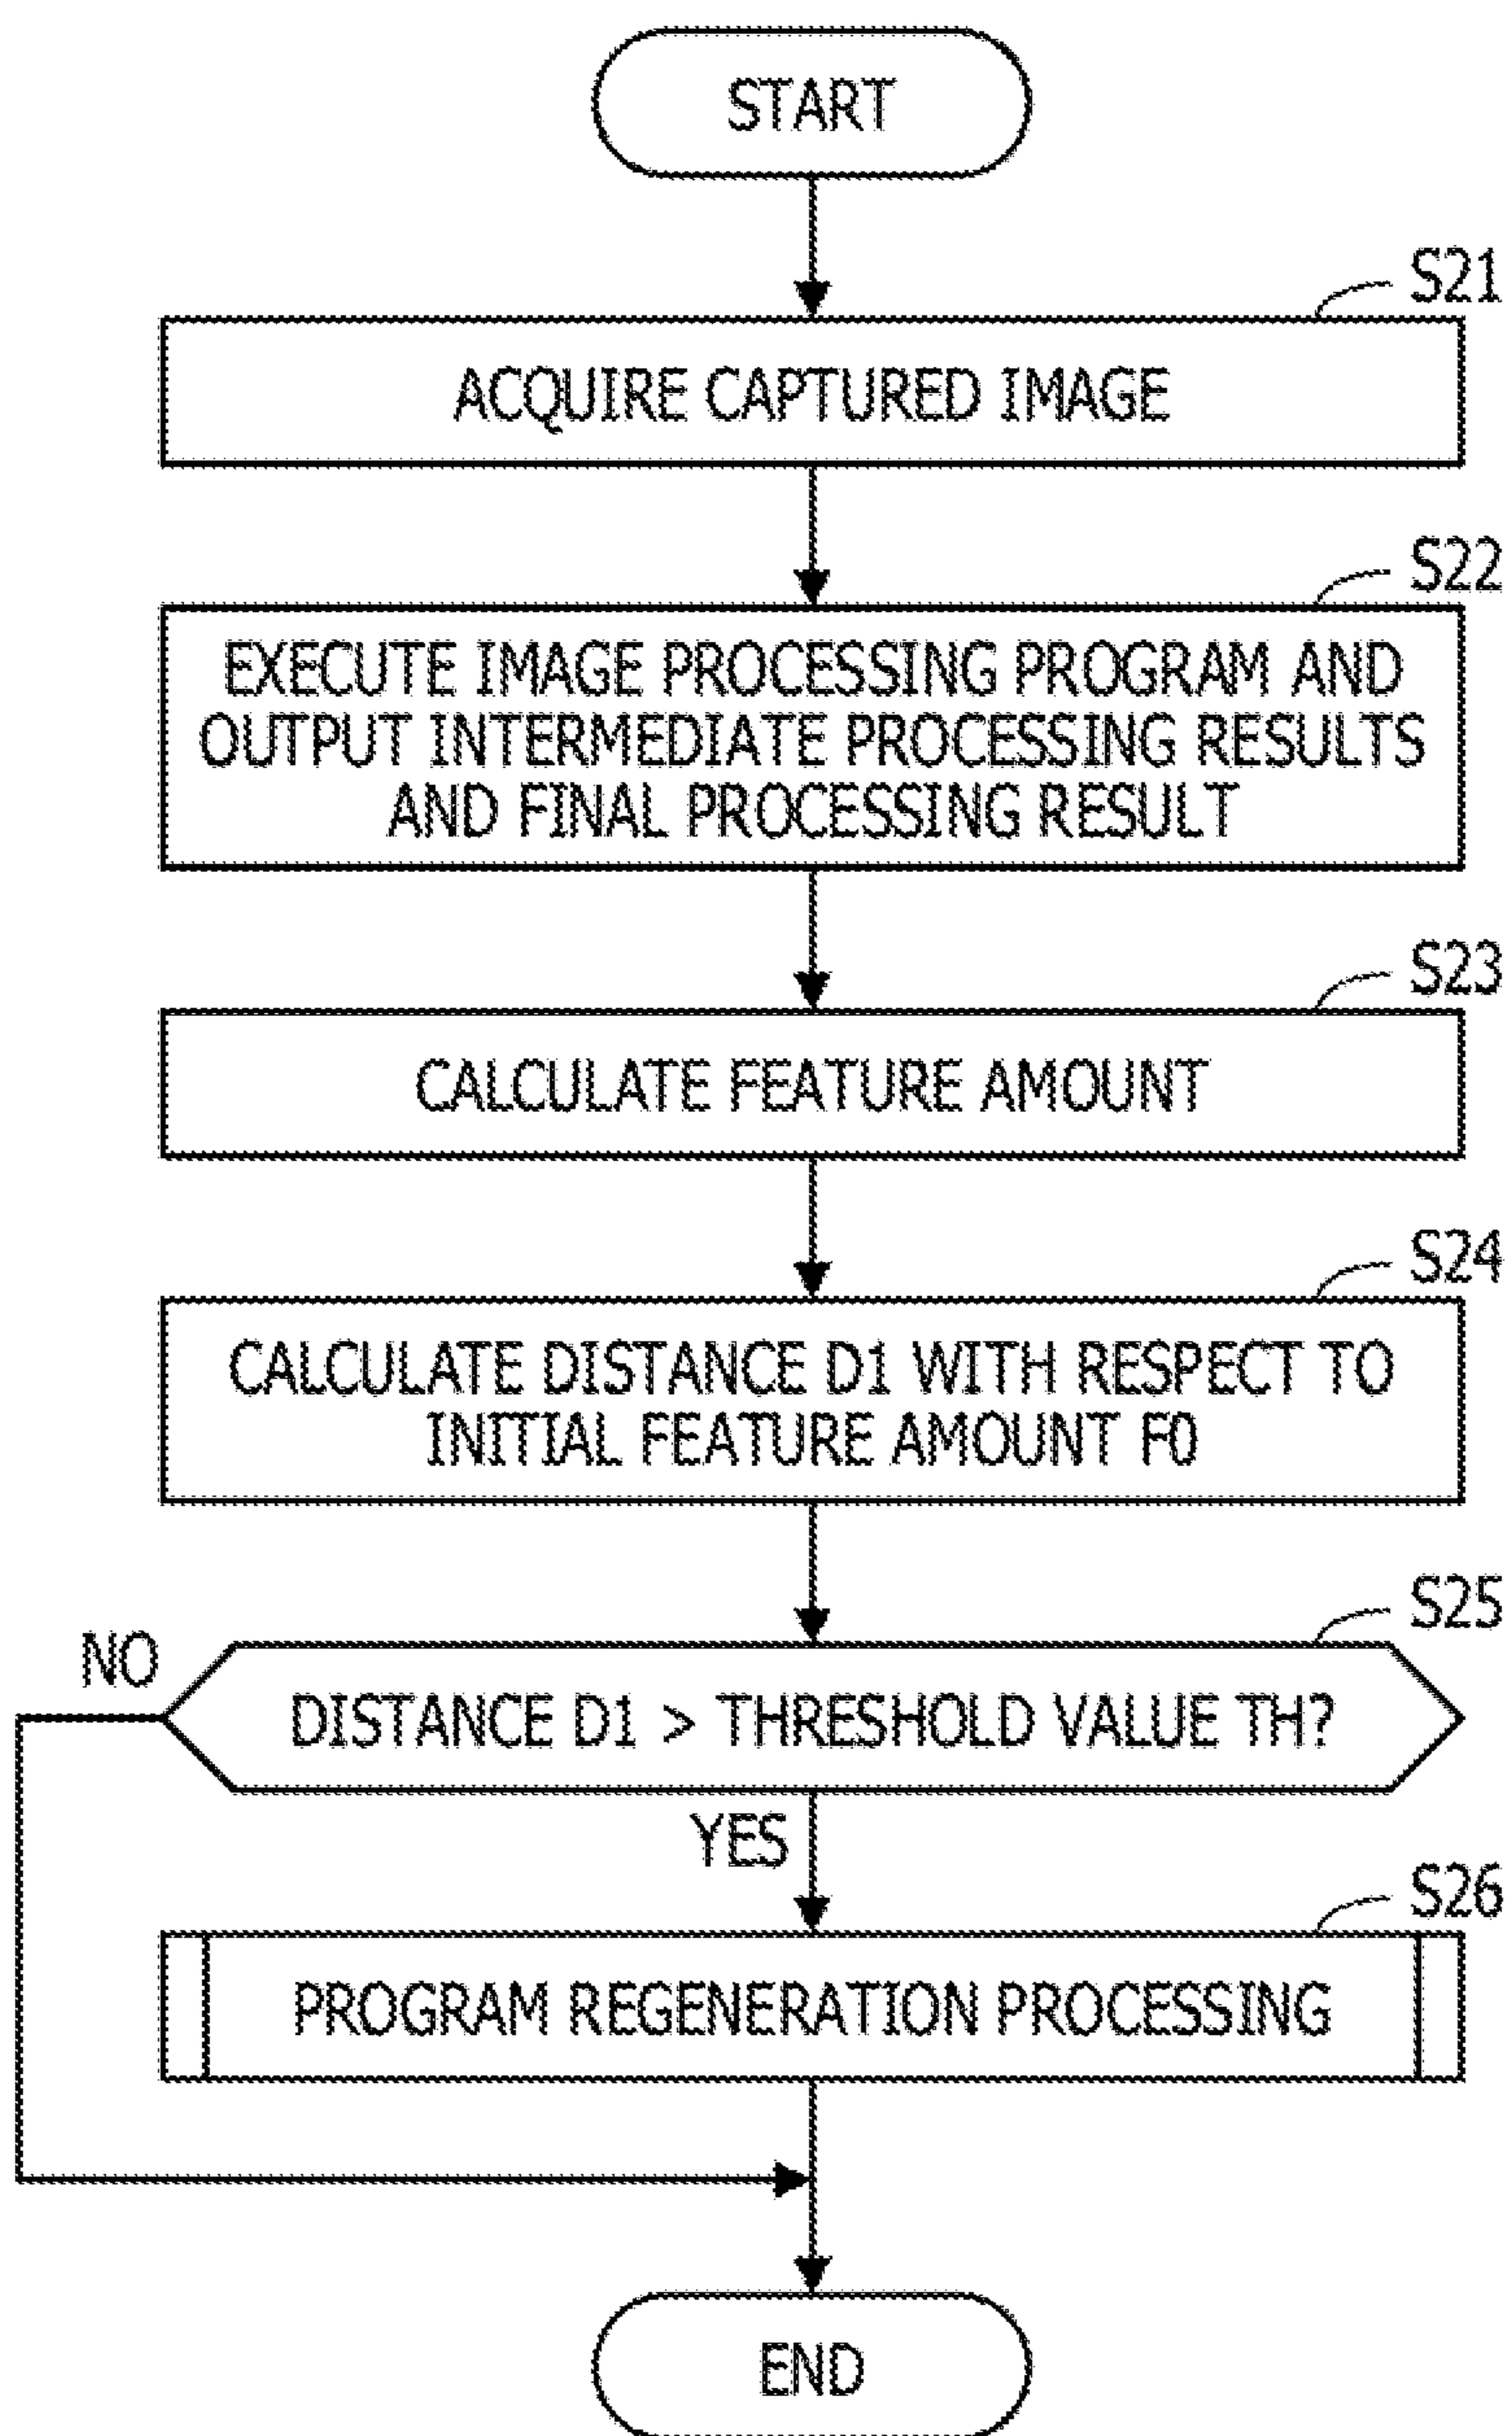 START
S21
ACQUIRE CAPTURED IMAGE
S22
EXECUTE IMAGE PROCESSING PROGRAM AND
OUTPUT INTERMEDIATE PROCESSING RESULTS
AND FINAL PROCESSING RESULT
S23
CALCULATE FEATURE AMOUNT
S24
CALCULATE DISTANCE D1 WITH RESPECT TO
INITIAL FEATURE AMOUNT F0
S25
NO
DISTANCE D1 > THRESHOLD VALUE TH?
YES
S26
PROGRAM REGENERATION PROCESSING
END